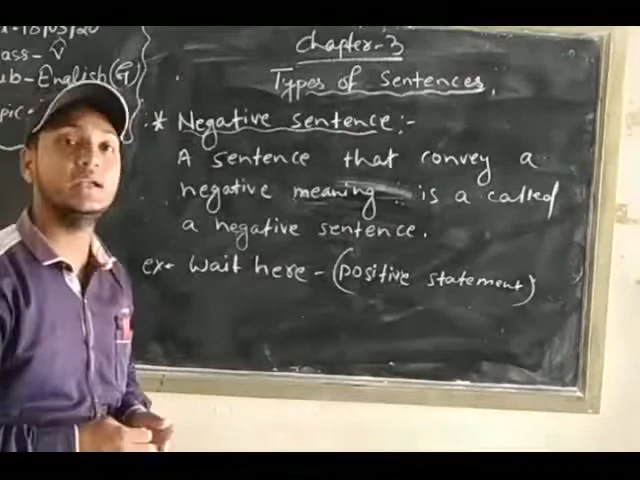 ass- V
ub-English(G)
pic-
Chapter-3
Types of Sentences.
* Negative sentence:-
A sentence that convey a
negative meaning is a called
a negative sentence.
ex- Wait here - (positive statement)